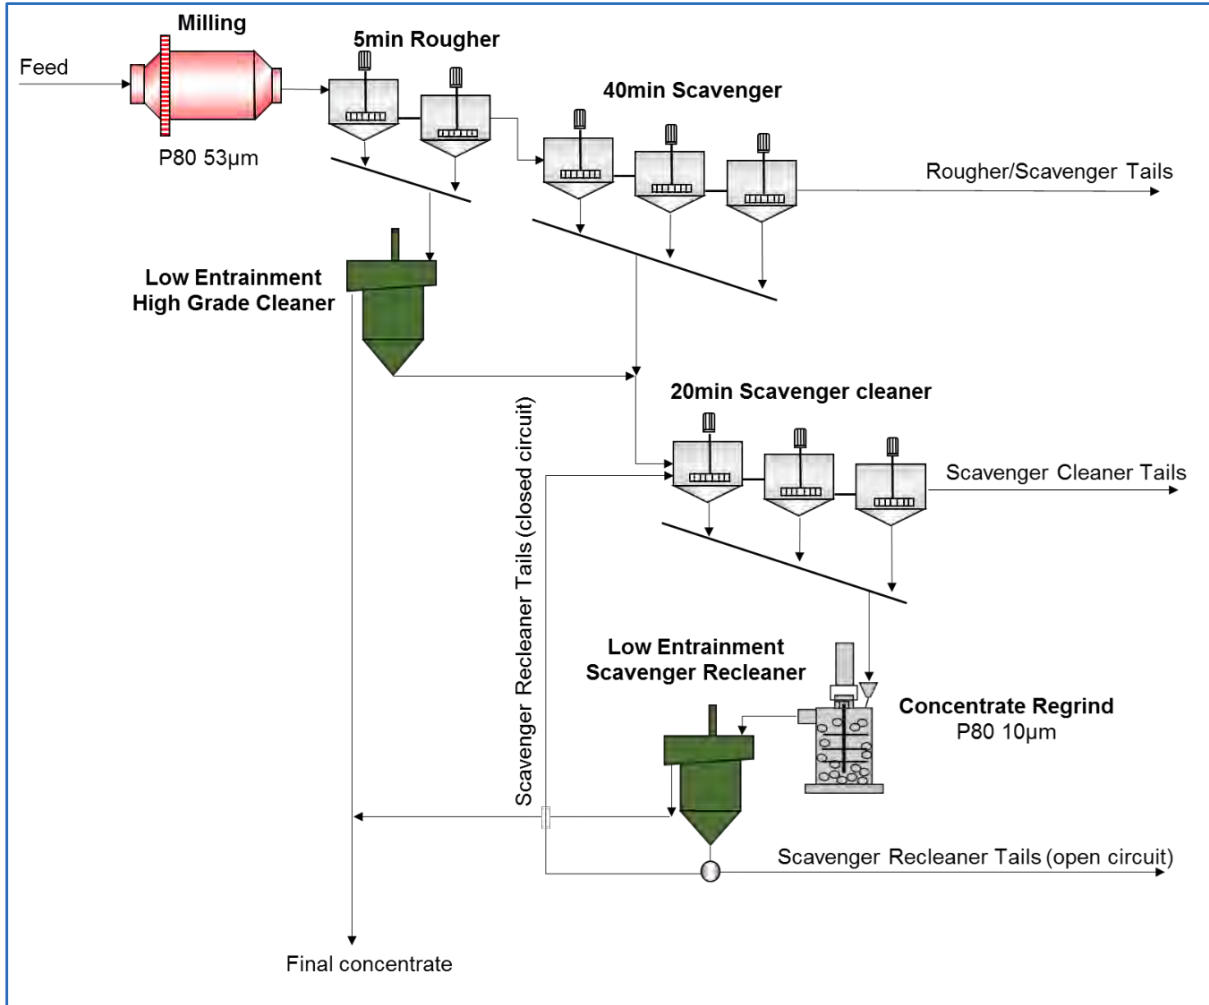 Milling
5min Rougher
Feed
40min Scavenger
P80 53µm
Rougher/Scavenger Tails
Low Entrainment
High Grade Cleaner
20min Scavenger cleaner
Scavenger Recleaner Tails (closed circuit)
Scavenger Cleaner Tails
Low Entrainment
Scavenger Recleaner
Concentrate Regrind
P80 10µm
Scavenger Recleaner Tails (open circuit)
Final concentrate